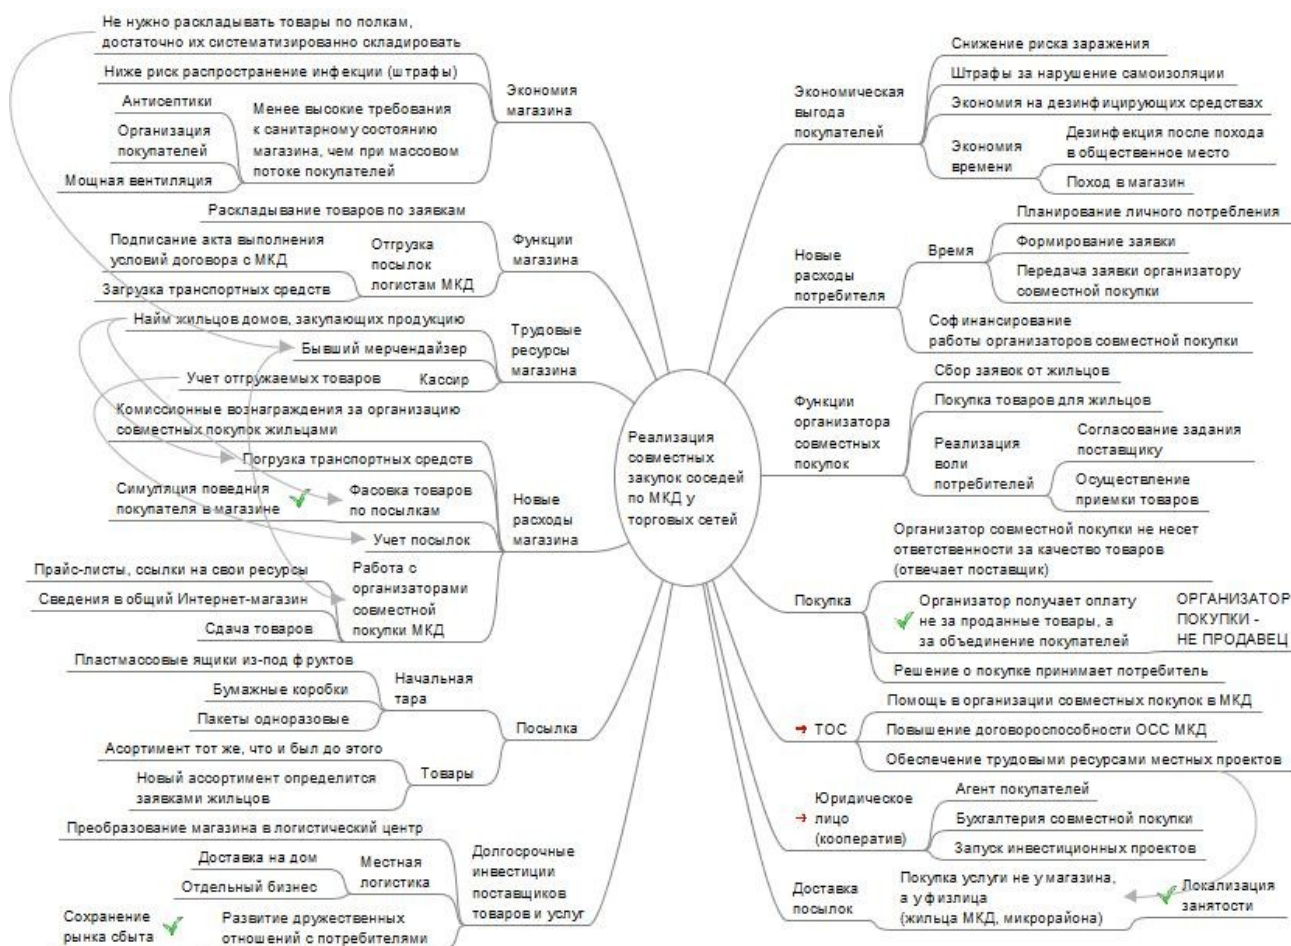 Не нужно раскладывать товары по полкам,
достаточно их систематизированно складировать
Ниже риск распространение инфекции (штрафы)
Антисептики
Организация
покупателей
Мощная вентиляция
Менее высокие требования
к санитарному состоянию
магазина, чем при массовом
потоке покупателей
Экономия
магазина
Раскладывание товаров по заявкам
Подписание акта выполнения
условий договора с МКД
Загрузка транспортных средств
Отгрузка
посылок
логистам МКД
Функции
магазина
Найм жильцов домов, закупающих продукцию
Бывший мерчендайзер
Учет отгружаемых товаров
Кассир
Трудовые
ресурсы
магазина
Комиссионные вознаграждения за организацию
совместных покупок жильцами
Погрузка транспортных средств
Симуляция поведния
покупателя в магазине
Фасовка товаров
по посылкам
Учет посылок
Прайс-листы, ссылки на свои ресурсы
Сведения в общий Интернет-магазин
Сдача товаров
Работа с
организаторами
совместной
покупки МКД
Новые
расходы
магазина
Пластмассовые ящики из-под фруктов
Бумажные коробки
Пакеты одноразовые
Начальная
тара
Асортимент тот же, что и был до этого
Новый ассортимент определится
заявками жильцов
Товары
Посылка
Преобразование магазина в логистический центр
Доставка на дом
Отдельный бизнес
Местная
логистика
Сохранение
рынка сбыта
Развитие дружественных
отношений с потребителями
Долгосрочные
инвестиции
поставщиков
товаров и услуг
Реализация
совместных
закупок соседей
по МКД у
торговых сетей
Экономическая
выгода
покупателей
Снижение риска заражения
Штрафы за нарушение самоизоляции
Экономия на дезинфицирующих средствах
Экономия
времени
Дезинфекция после похода
в общественное место
Поход в магазин
Новые
расходы
потребителя
Время
Планирование личного потребления
Формирование заявки
Передача заявки организатору
совместной покупки
Софинансирование
работы организаторов совместной покупки
Функции
организатора
совместных
покупок
Сбор заявок от жильцов
Покупка товаров для жильцов
Реализация
воли
потребителей
Согласование задания
поставщику
Осуществление
приемки товаров
Покупка
Организатор совместной покупки не несет
ответственности за качество товаров
(отвечает поставщик)
Организатор получает оплату
не за проданные товары, а
за объединение покупателей
ОРГАНИЗАТОР
ПОКУПКИ -
НЕ ПРОДАВЕЦ
Решение о покупке принимает потребитель
ТОС
Помощь в организации совместных покупок в МКД
Повышение договороспособности ОСС МКД
Обеспечение трудовыми ресурсами местных проектов
Юридическое
лицо
(кооператив)
Агент покупателей
Бухгалтерия совместной покупки
Запуск инвестиционных проектов
Доставка
посылок
Покупка услуги не у магазина,
а у физлица
(жильца МКД, микрорайона)
Локализация
занятости